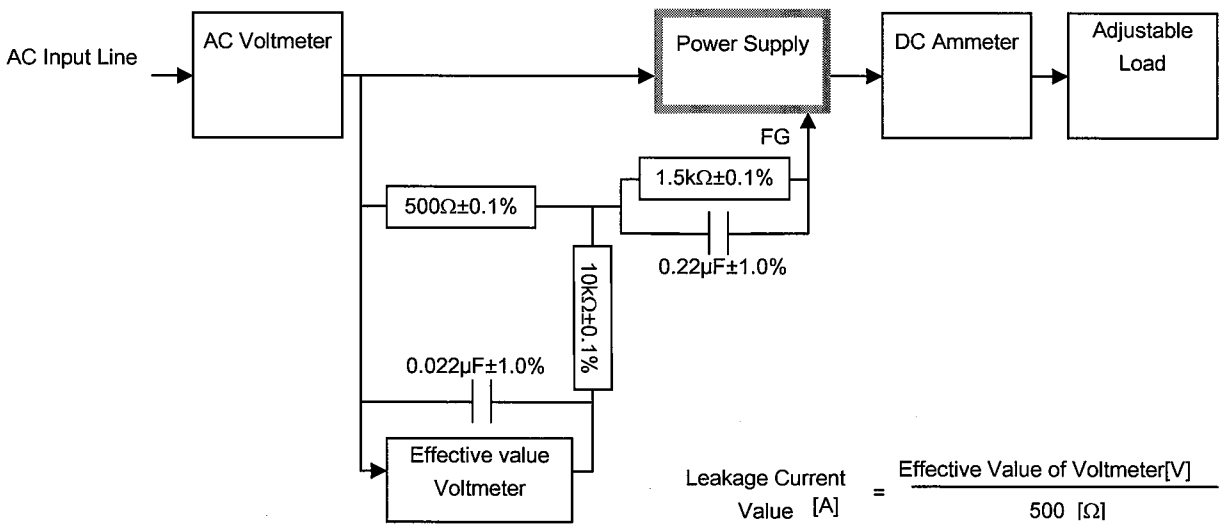 AC Input Line
AC Voltmeter
Power Supply
DC Ammeter
Adjustable
Load
FG
1.5kΩ±0.1%
500Ω±0.1%
0.22µF±1.0%
10kΩ±0.1%
0.022µF±1.0%
Effective value
Voltmeter
Leakage Current
Value [A]
=
Effective Value of Voltmeter[V]
500 [Ω]